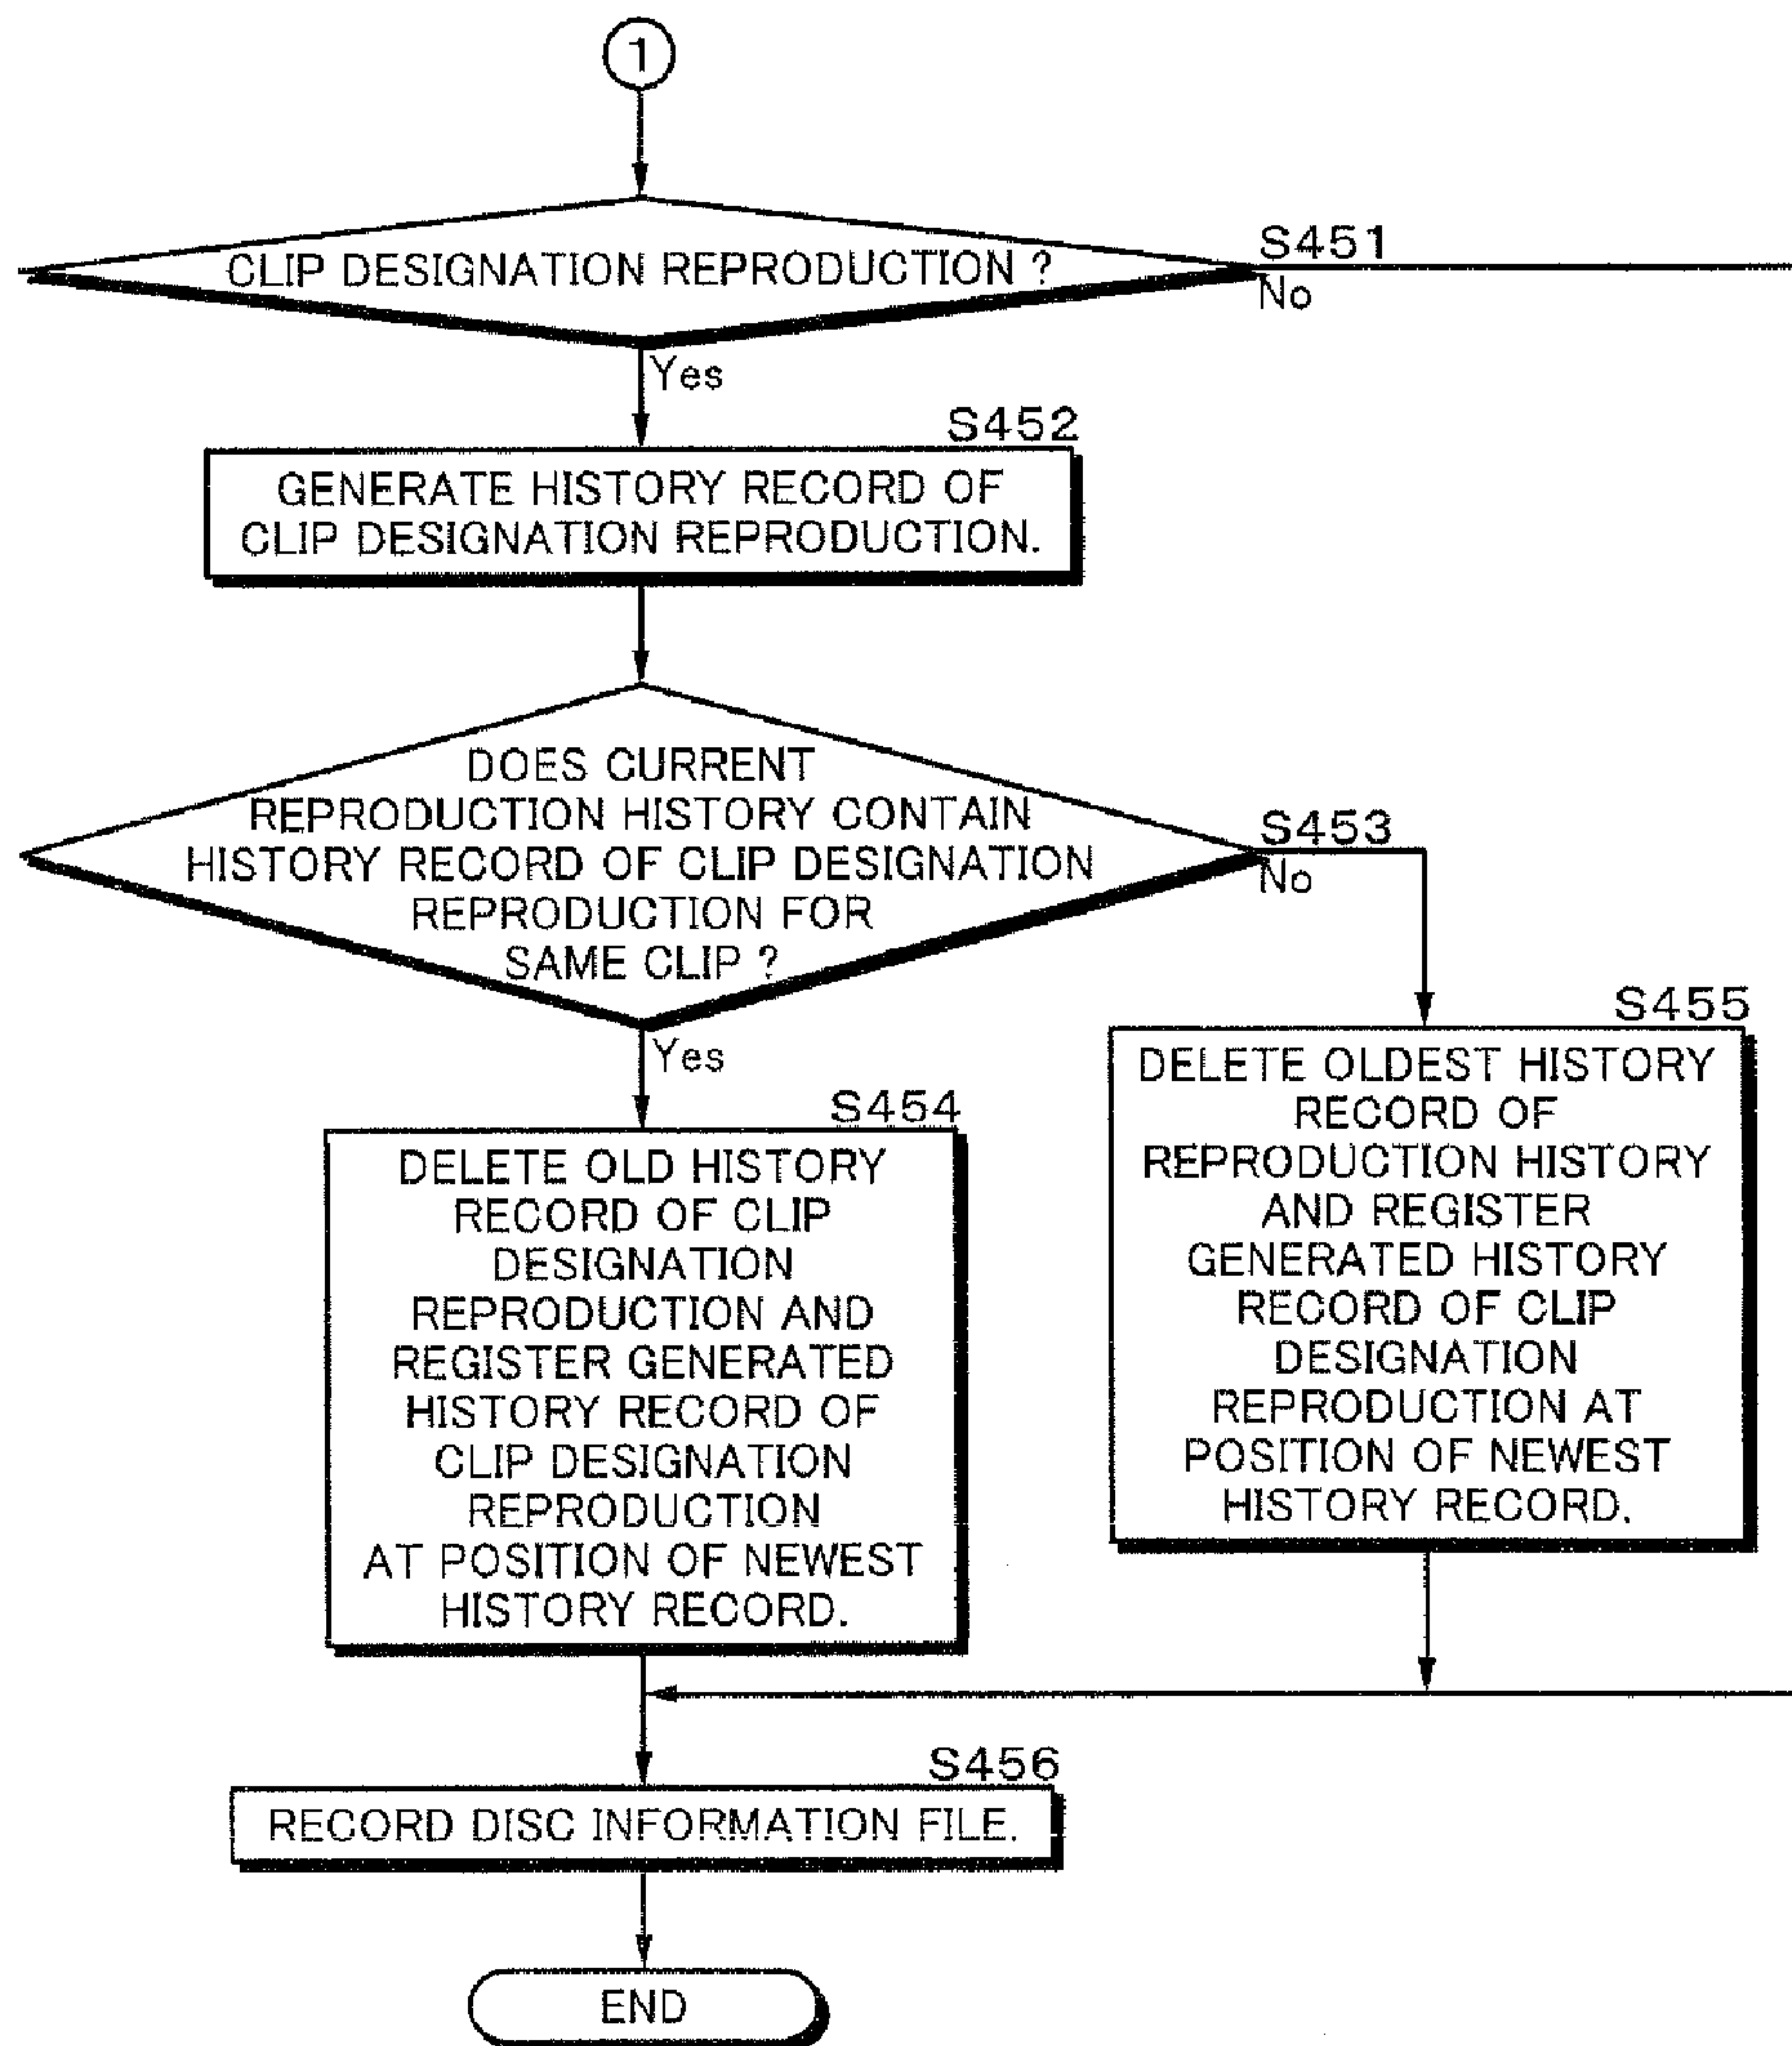 1
S451
CLIP DESIGNATION REPRODUCTION ?
No
Yes
S452
GENERATE HISTORY RECORD OF
CLIP DESIGNATION REPRODUCTION.
DOES CURRENT
REPRODUCTION HISTORY CONTAIN
HISTORY RECORD OF CLIP DESIGNATION
REPRODUCTION FOR
SAME CLIP ?
S453
No
Yes
S454
DELETE OLD HISTORY
RECORD OF CLIP
DESIGNATION
REPRODUCTION AND
REGISTER GENERATED
HISTORY RECORD OF
CLIP DESIGNATION
REPRODUCTION
AT POSITION OF NEWEST
HISTORY RECORD.
S455
DELETE OLDEST HISTORY
RECORD OF
REPRODUCTION HISTORY
AND REGISTER
GENERATED HISTORY
RECORD OF CLIP
DESIGNATION
REPRODUCTION AT
POSITION OF NEWEST
HISTORY RECORD.
S456
RECORD DISC INFORMATION FILE.
END